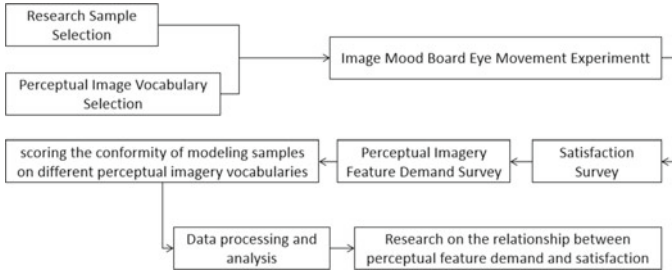 Research Sample
Selection
Perceptual Image Vocabulary
Selection
Image Mood Board Eye Movement Experimentt
scoring the conformity of modeling samples
on different perceptual imagery vocabularies
Perceptual Imagery
Feature Demand Survey
Satisfaction
Survey
Data processing and
analysis
Research on the relationship between
perceptual feature demand and satisfaction